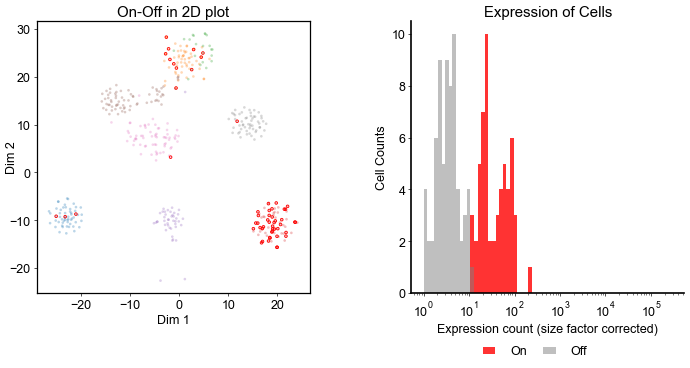 On-Off in 2D plot
30
20
10
0
−10
−20
Dim 2
−20 −10 0 10 20
Dim 1
Expression of Cells
10
8
6
4
2
0
Cell Counts
10⁰ 10¹ 10² 10³ 10⁴ 10⁵
Expression count (size factor corrected)
On Off